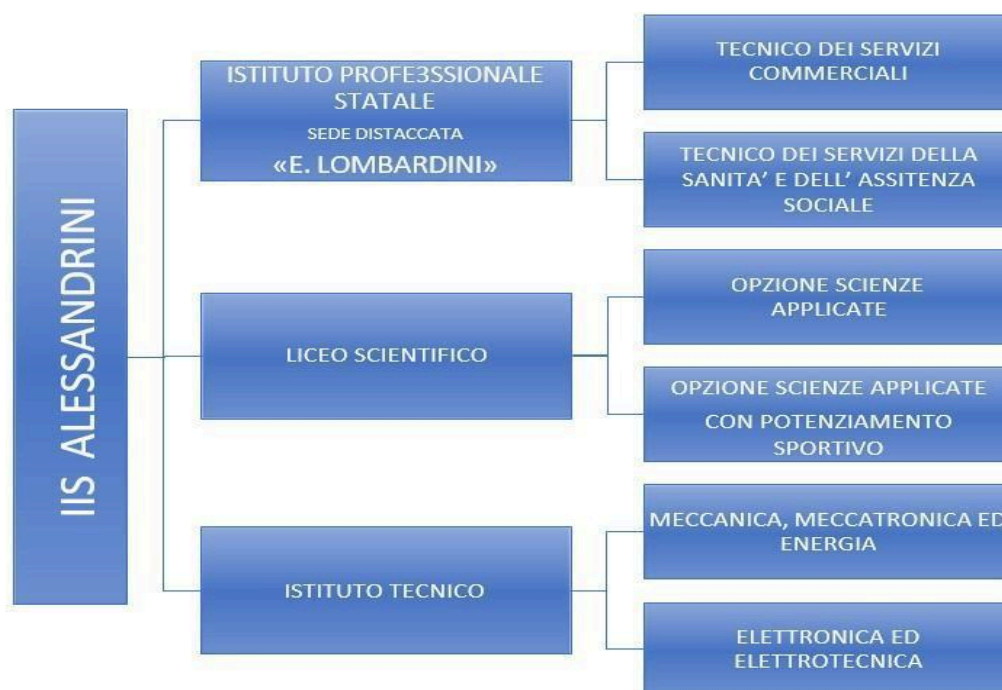 IIS ALESSANDRINI
ISTITUTO PROFE3SSIONALE
STATALE
SEDE DISTACCATA
«E. LOMBARDINI»
TECNICO DEI SERVIZI
COMMERCIALI
TECNICO DEI SERVIZI DELLA
SANITA’ E DELL’ ASSITENZA
SOCIALE
LICEO SCIENTIFICO
OPZIONE SCIENZE
APPLICATE
OPZIONE SCIENZE APPLICATE
CON POTENZIAMENTO
SPORTIVO
ISTITUTO TECNICO
MECCANICA, MECCATRONICA ED
ENERGIA
ELETTRONICA ED
ELETTROTECNICA